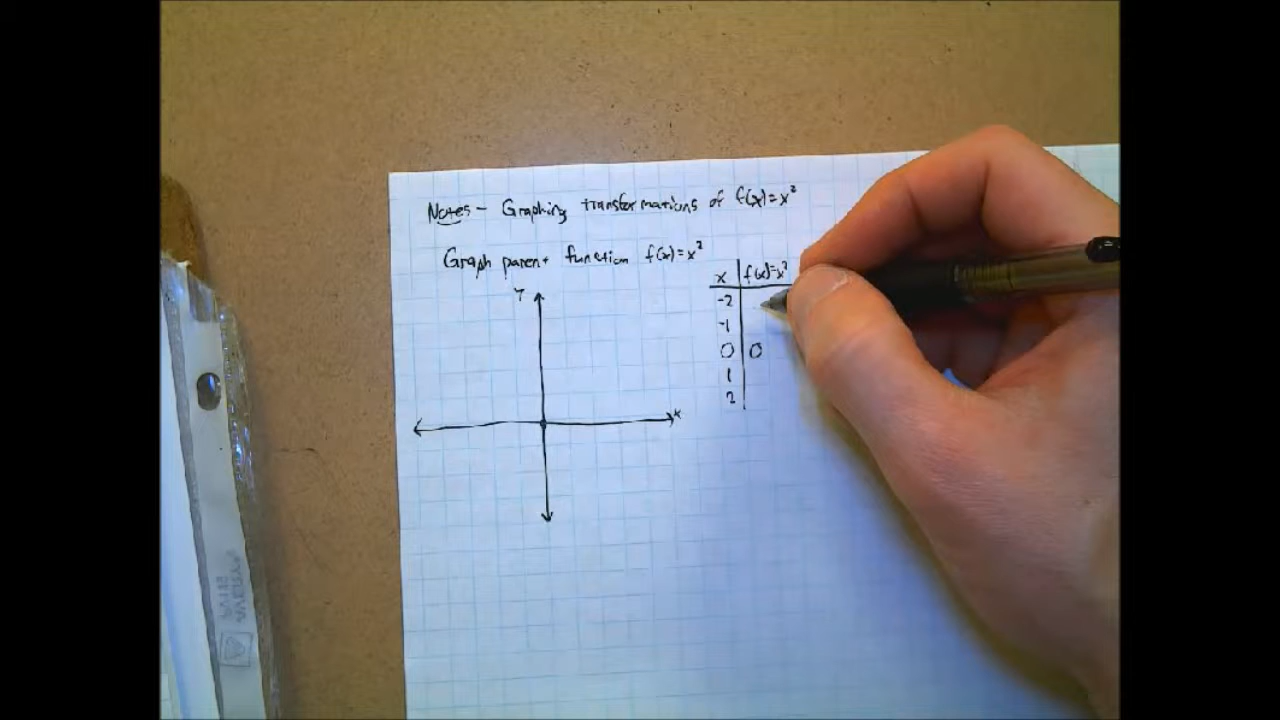 Notes - Graphing transformations of f(x)=x²
Graph parent function f(x)=x²
y
x
x f(x)=x²
-2
-1
0 0
1
2